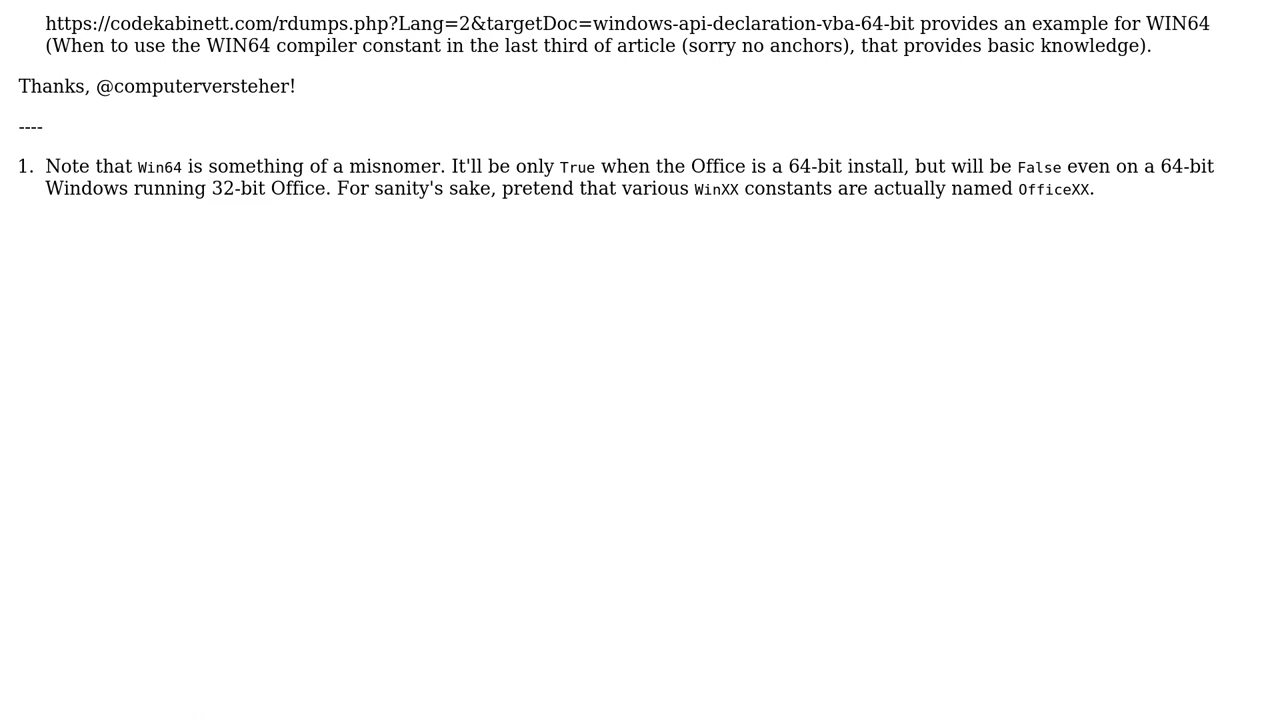 https://codekabinett.com/rdumps.php?Lang=2&targetDoc=windows-api-declaration-vba-64-bit provides an example for WIN64
(When to use the WIN64 compiler constant in the last third of article (sorry no anchors), that provides basic knowledge).
Thanks, @computerversteher!
----
1. Note that Win64 is something of a misnomer. It'll be only True when the Office is a 64-bit install, but will be False even on a 64-bit
Windows running 32-bit Office. For sanity's sake, pretend that various WinXX constants are actually named OfficeXX.